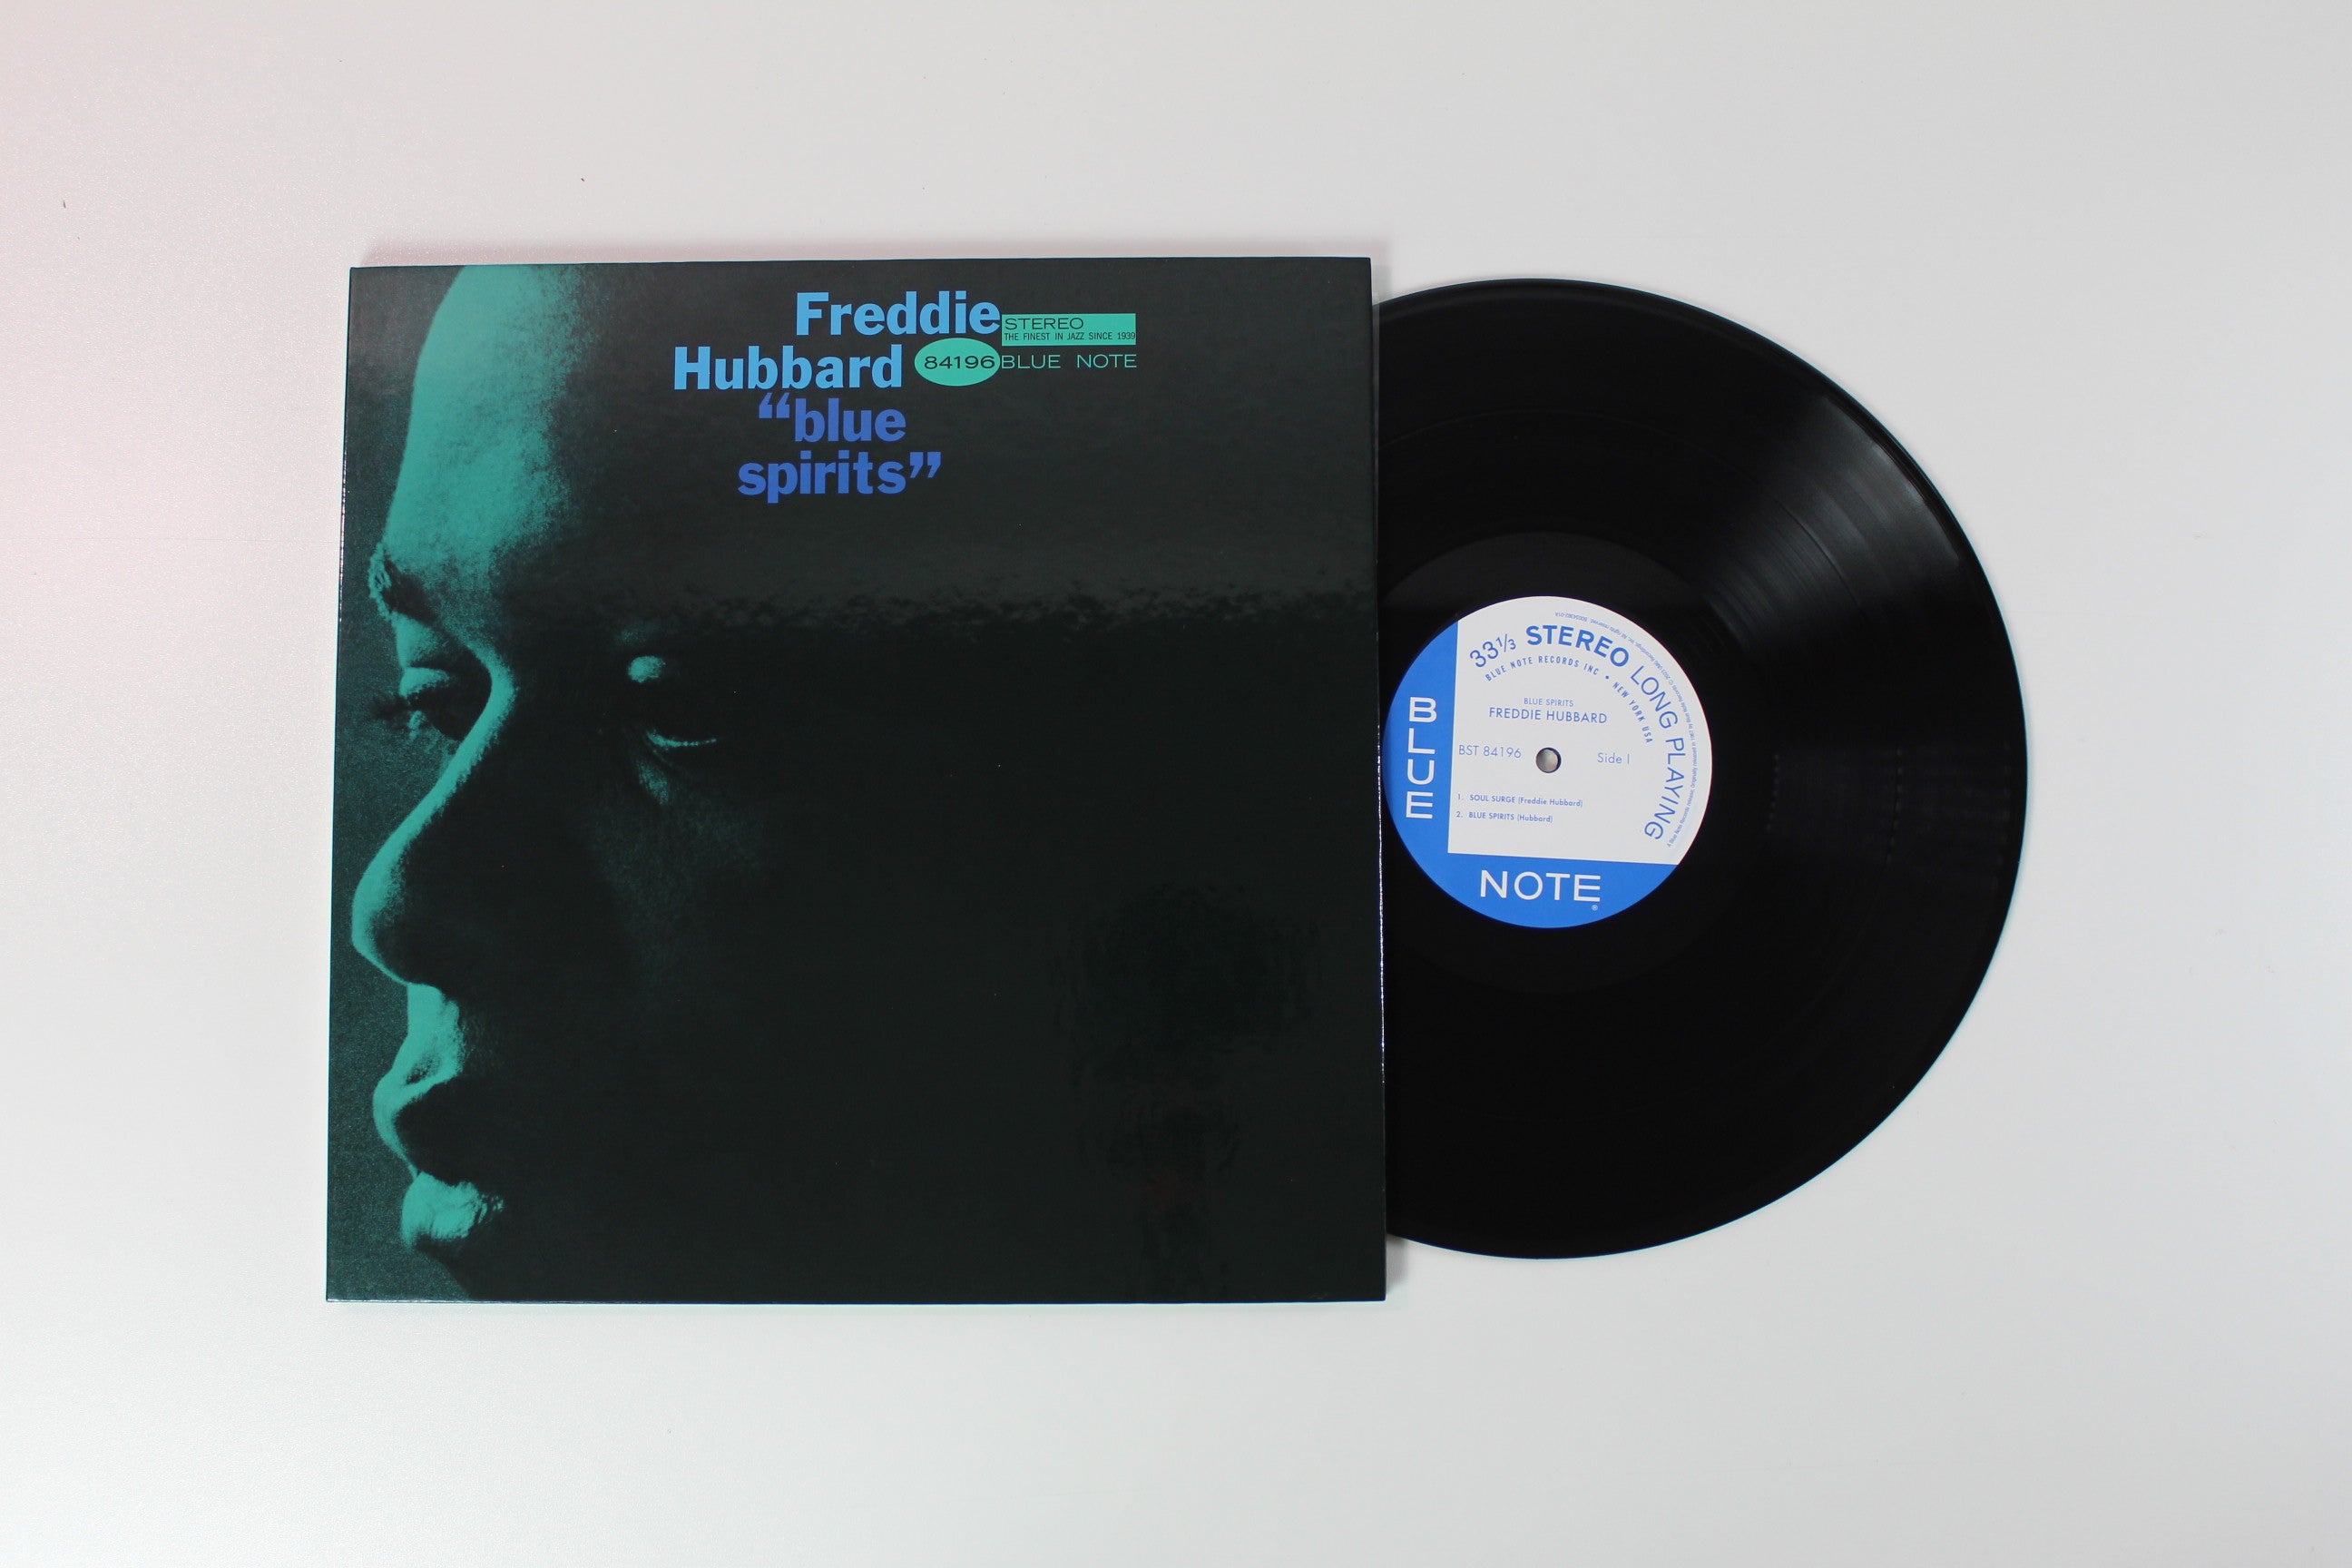 Freddie
Hubbard
“blue
spirits”
STEREO
THE FINEST IN JAZZ SINCE 1939
84196 BLUE NOTE
33⅓ STEREO LONG PLAYING
BLUE NOTE RECORDS INC • NEW YORK USA
BLUE SPIRITS
FREDDIE HUBBARD
BST 84196
Side 1
1. SOUL SURGE (Freddie Hubbard)
2. BLUE SPIRITS (Hubbard)
BLUE
NOTE®